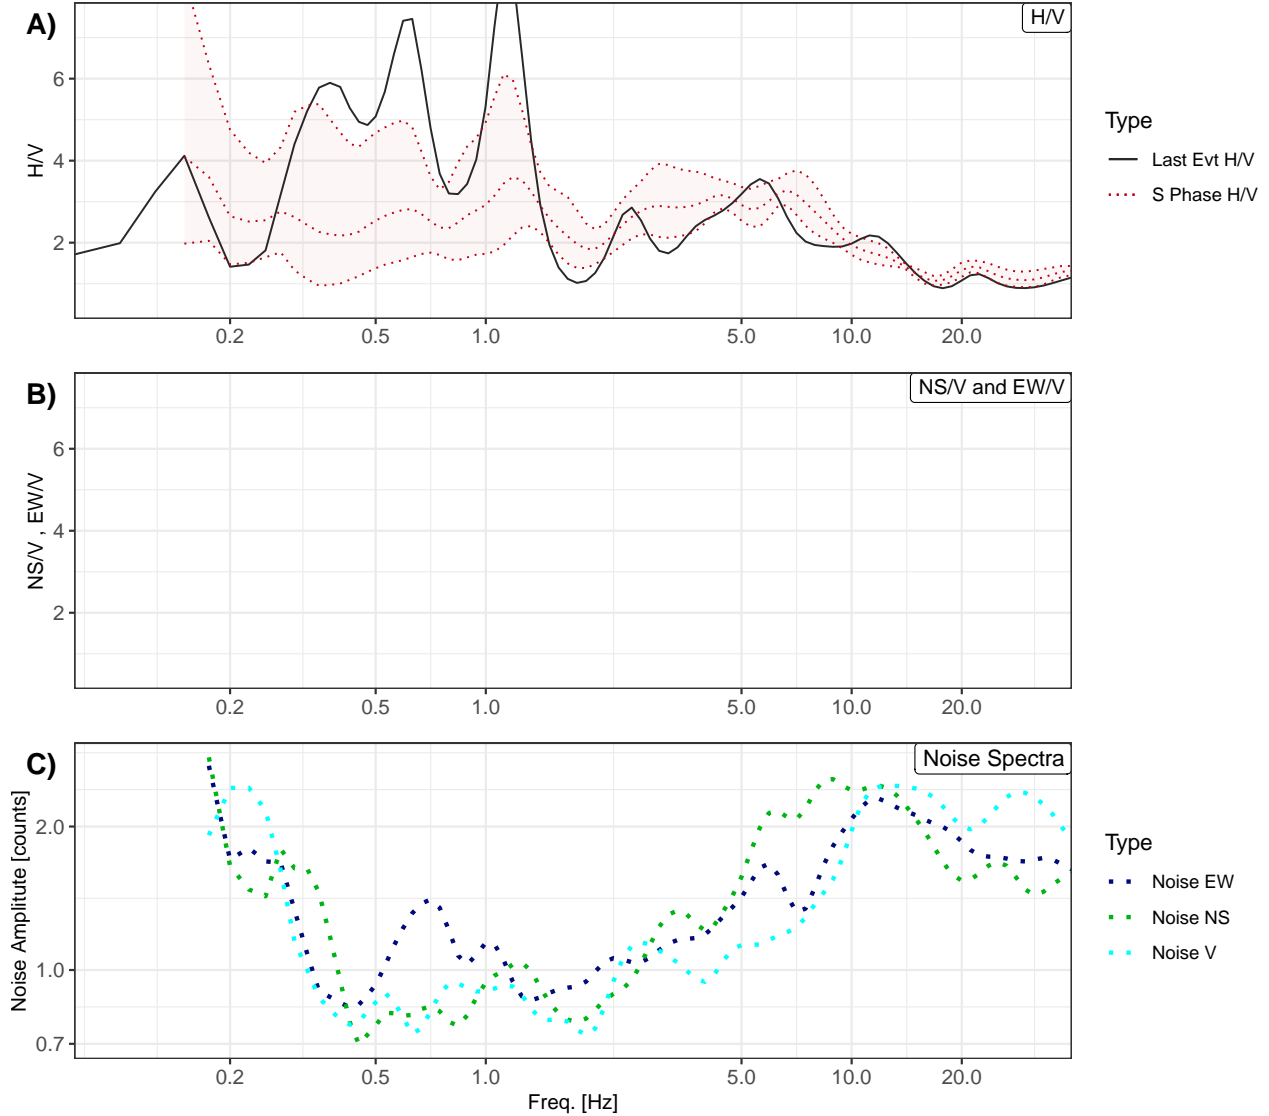 A)
H/V
6
4
2
H/V
0.2 0.5 1.0 5.0 10.0 20.0
Type
Last Evt H/V
S Phase H/V
B)
NS/V and EW/V
6
4
2
NS/V , EW/V
0.2 0.5 1.0 5.0 10.0 20.0
C)
Noise Spectra
2.0
1.0
0.7
Noise Amplitute [counts]
0.2 0.5 1.0 5.0 10.0 20.0
Freq. [Hz]
Type
Noise EW
Noise NS
Noise V